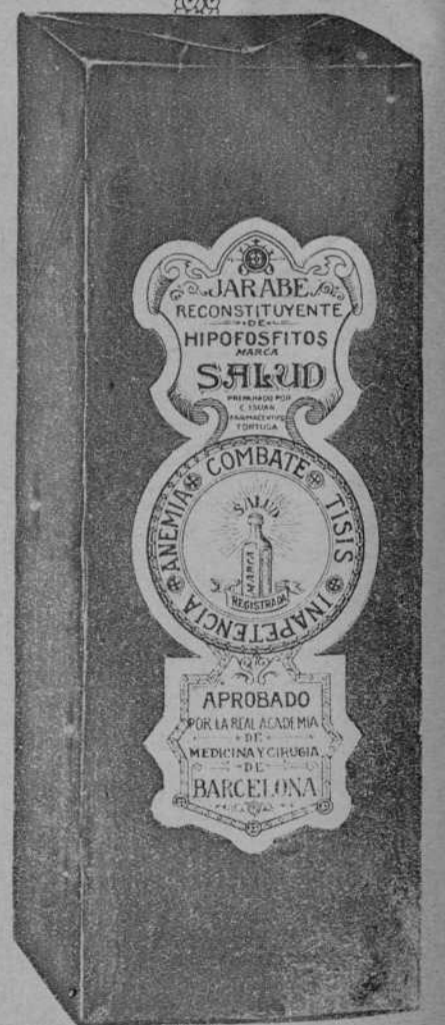 JARABE
RECONSTITUYENTE
DE
HIPOFOSFITOS
MARCA
SALUD
PREPARADO POR
FARMACEUTICO
TORTOSA
COMBATE
ANEMIA
TISIS
INAPETENCIA
SALUD
MARCA
REGISTRADA
APROBADO
POR LA REAL ACADEMIA
DE
MEDICINA Y CIRUGIA
DE
BARCELONA